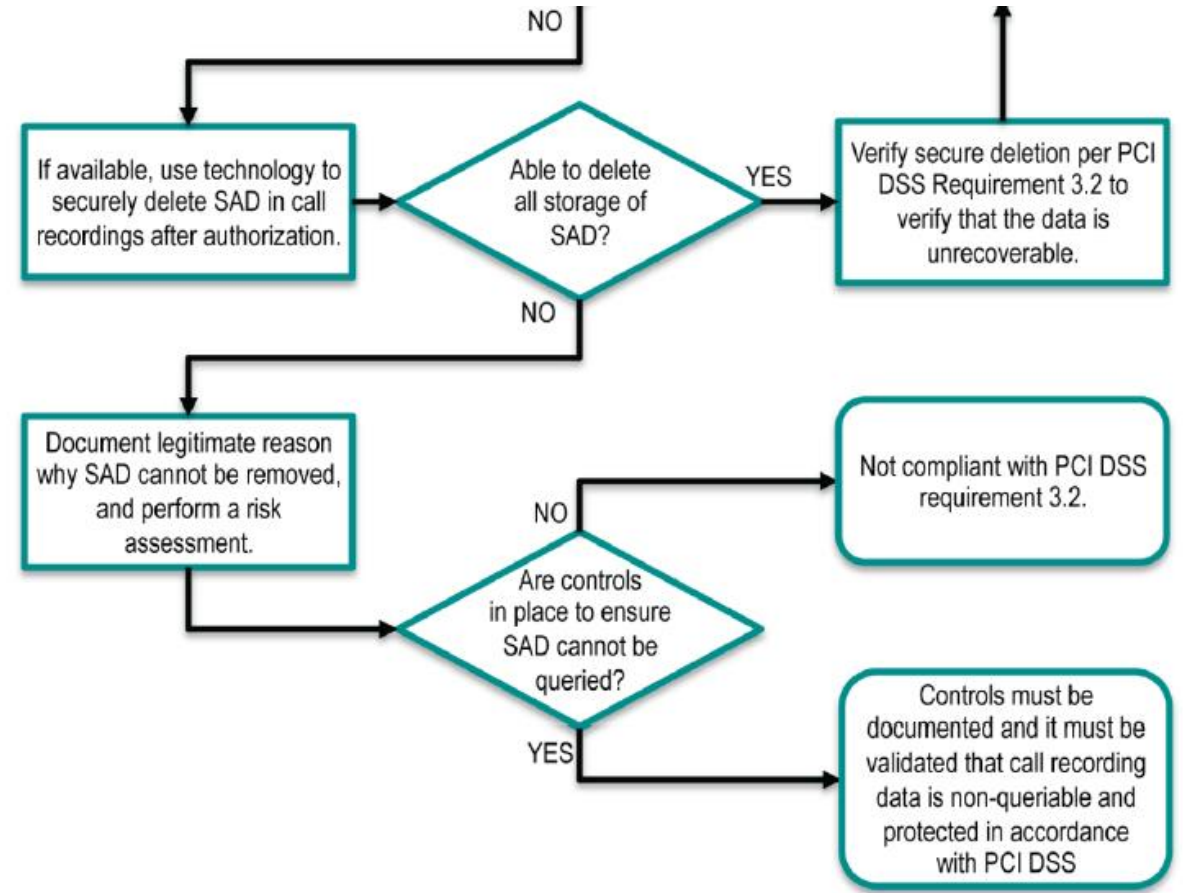 NO
If available, use technology to
securely delete SAD in call
recordings after authorization.
Able to delete
all storage of
SAD?
YES
Verify secure deletion per PCI
DSS Requirement 3.2 to
verify that the data is
unrecoverable.
NO
Document legitimate reason
why SAD cannot be removed,
and perform a risk
assessment.
Not compliant with PCI DSS
requirement 3.2.
NO
Are controls
in place to ensure
SAD cannot be
queried?
YES
Controls must be
documented and it must be
validated that call recording
data is non-queriable and
protected in accordance
with PCI DSS